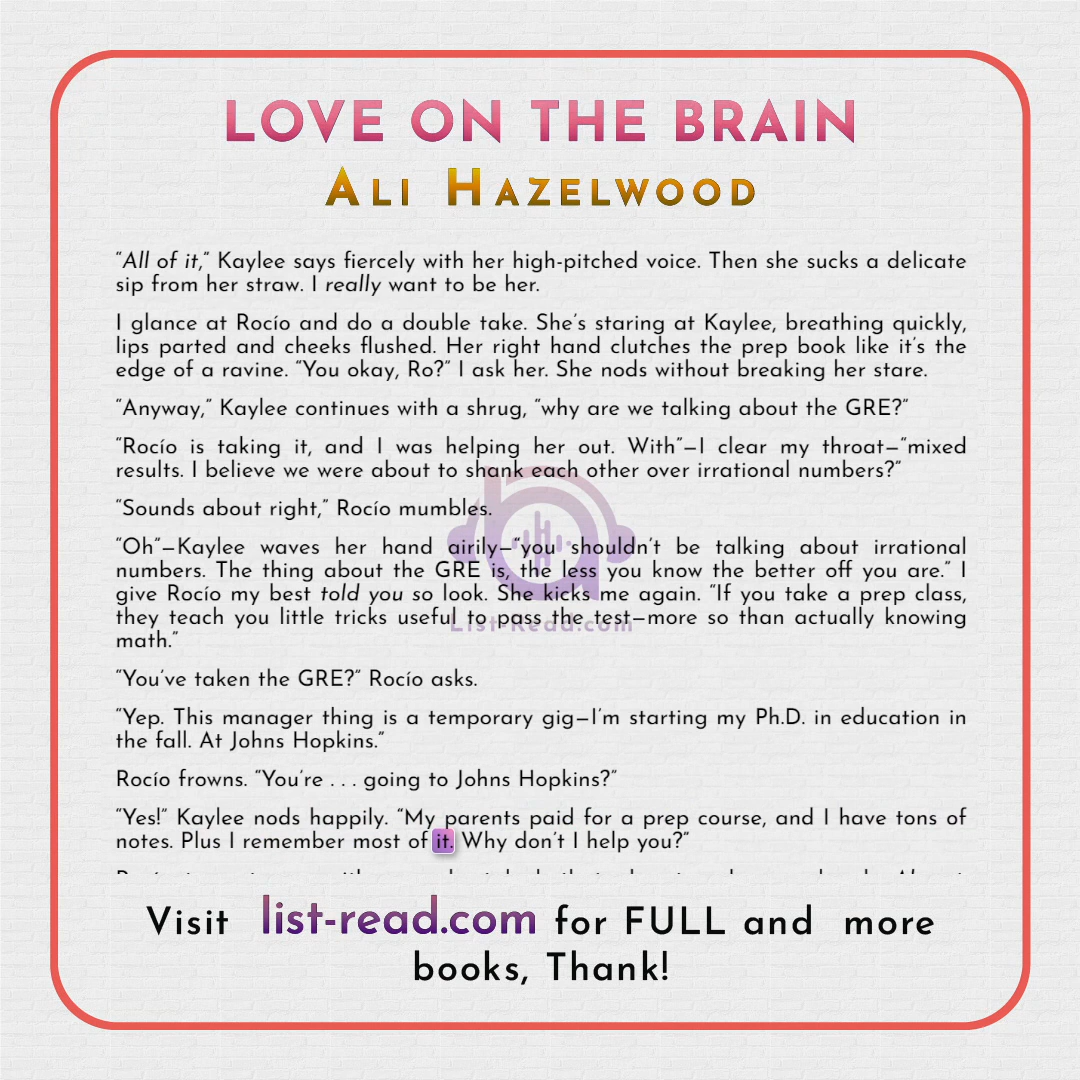 LOVE ON THE BRAIN
ALI HAZELWOOD
“All of it,” Kaylee says fiercely with her high-pitched voice. Then she sucks a delicate
sip from her straw. I really want to be her.
I glance at Rocío and do a double take. She’s staring at Kaylee, breathing quickly,
lips parted and cheeks flushed. Her right hand clutches the prep book like it’s the
edge of a ravine. “You okay, Ro?” I ask her. She nods without breaking her stare.
“Anyway,” Kaylee continues with a shrug, “why are we talking about the GRE?”
“Rocío is taking it, and I was helping her out. With”—I clear my throat—“mixed
results. I believe we were about to shank each other over irrational numbers?”
“Sounds about right,” Rocío mumbles.
“Oh”—Kaylee waves her hand airily—“you shouldn’t be talking about irrational
numbers. The thing about the GRE is, the less you know the better off you are.” I
give Rocío my best told you so look. She kicks me again. “If you take a prep class,
they teach you little tricks useful to pass the test—more so than actually knowing
math.”
List-Read.com
“You’ve taken the GRE?” Rocío asks.
“Yep. This manager thing is a temporary gig—I’m starting my Ph.D. in education in
the fall. At Johns Hopkins.”
Rocío frowns. “You’re . . . going to Johns Hopkins?”
“Yes!” Kaylee nods happily. “My parents paid for a prep course, and I have tons of
notes. Plus I remember most of it. Why don’t I help you?”
Visit list-read.com for FULL and more
books, Thank!